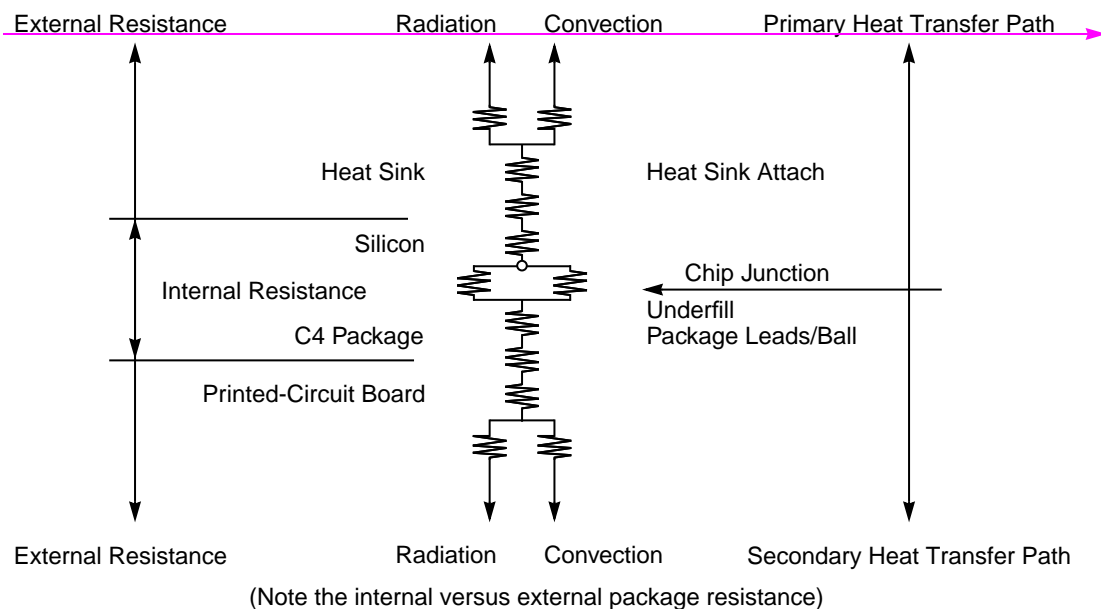 External Resistance
Radiation
Convection
Primary Heat Transfer Path
Heat Sink
Heat Sink Attach
Silicon
Chip Junction
Internal Resistance
Underfill
C4 Package
Package Leads/Ball
Printed-Circuit Board
External Resistance
Radiation
Convection
Secondary Heat Transfer Path
(Note the internal versus external package resistance)